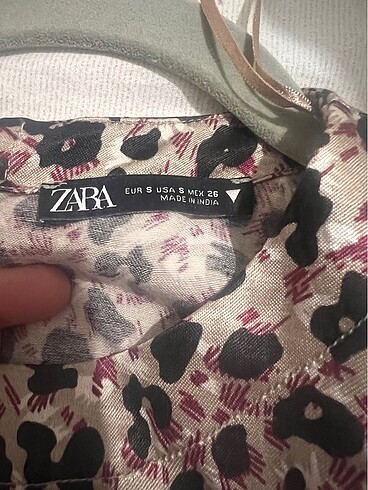 ZARA
EUR S USA S MEX 26
MADE IN INDIA